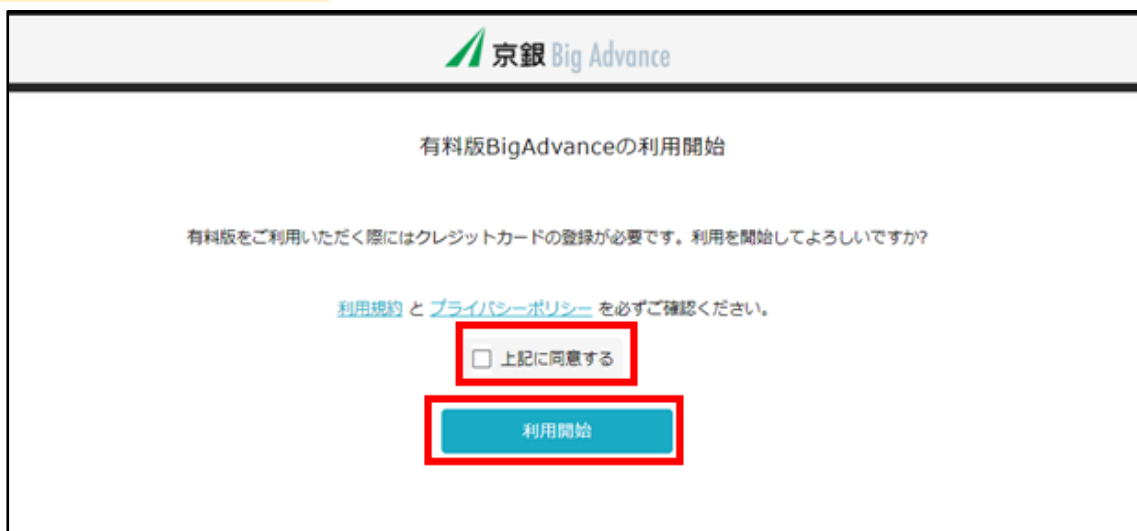 京銀 Big Advance
有料版BigAdvanceの利用開始
有料版をご利用いただく際にはクレジットカードの登録が必要です。利用を開始してよろしいですか?
利用規約 と プライバシーポリシー を必ずご確認ください。
上記に同意する
利用開始